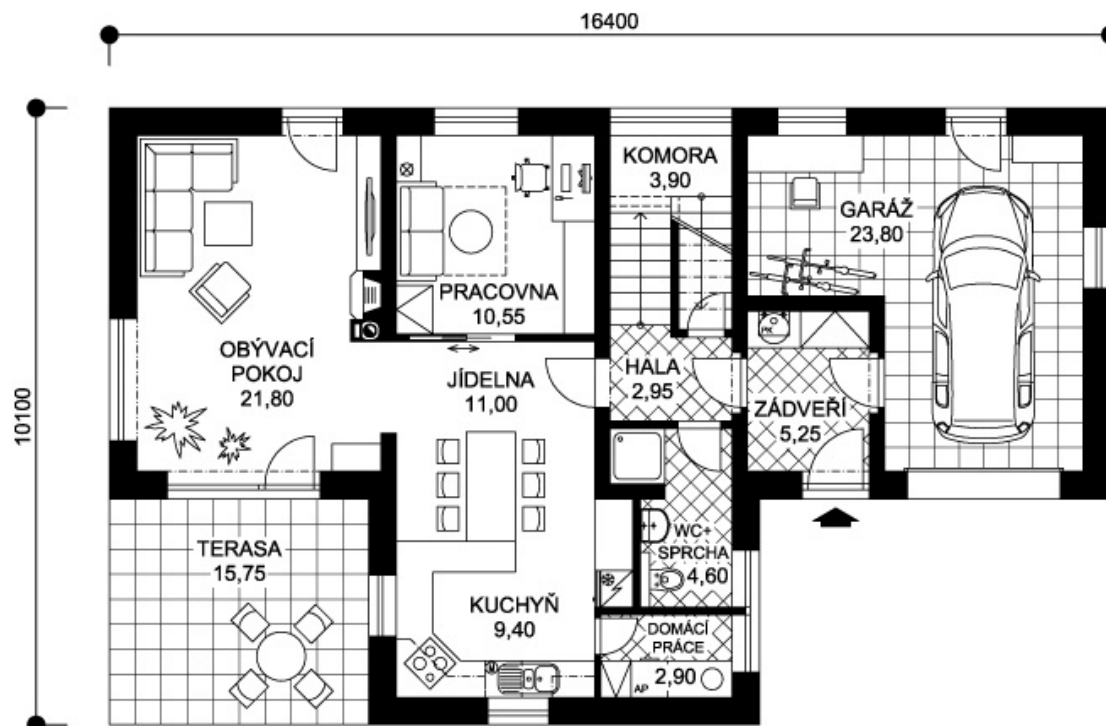 16400
10100
KOMORA
3,90
GARÁŽ
23,80
PRACOVNA
10,55
OBÝVACÍ
POKOJ
21,80
JÍDELNA
11,00
HALA
2,95
PK
ZÁDVEŘÍ
5,25
TERASA
15,75
WC+
SPRCHA
4,60
KUCHYŇ
9,40
DOMÁCÍ
PRÁCE
2,90
AP